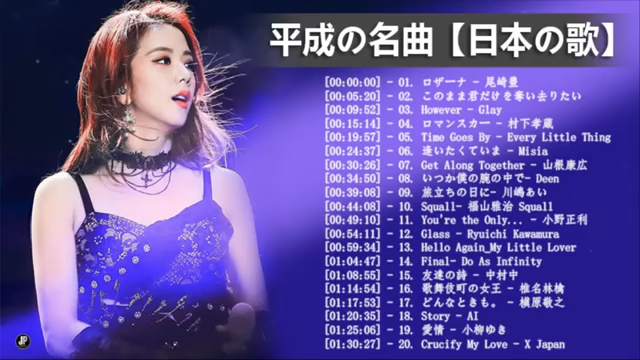 平成の名曲【日本の歌】
[00:00:00] - 01. ロザーナ - 尾崎豊
[00:05:20] - 02. このまま君だけを奪い去りたい
[00:09:52] - 03. However - Glay
[00:15:14] - 04. ロマンスカー - 村下孝蔵
[00:19:57] - 05. Time Goes By - Every Little Thing
[00:24:37] - 06. 逢いたくていま - Misia
[00:30:26] - 07. Get Along Together - 山根康広
[00:34:50] - 08. いつか僕の腕の中で- Deen
[00:39:08] - 09. 旅立ちの日に- 川嶋あい
[00:44:08] - 10. Squall- 福山雅治 Squall
[00:49:10] - 11. You're the Only... - 小野正利
[00:54:11] - 12. Glass - Ryuichi Kawamura
[00:59:34] - 13. Hello Again_My Little Lover
[01:04:47] - 14. Final- Do As Infinity
[01:08:55] - 15. 友達の詩 - 中村中
[01:14:54] - 16. 歌舞伎町の女王 - 椎名林檎
[01:17:53] - 17. どんなときも。 - 槇原敬之
[01:20:35] - 18. Story - AI
[01:25:06] - 19. 愛情 - 小柳ゆき
[01:30:27] - 20. Crucify My Love - X Japan
JP